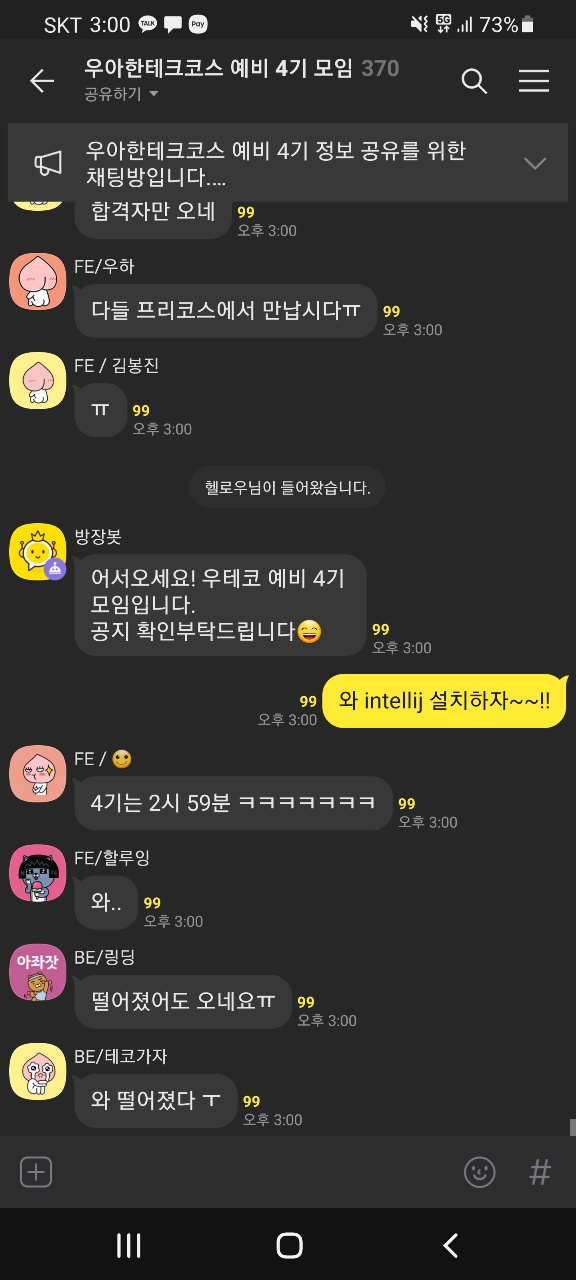 SKT 3:00 TALK Pay 5G 73%
우아한테크코스 예비 4기 모임 370
공유하기
우아한테크코스 예비 4기 정보 공유를 위한
채팅방입니다....
합격자만 오네 99
오후 3:00
FE/우하
다들 프리코스에서 만납시다ㅠ 99
오후 3:00
FE / 김봉진
ㅠ 99
오후 3:00
헬로우님이 들어왔습니다.
방장봇
어서오세요! 우테코 예비 4기
모임입니다.
공지 확인부탁드립니다😄 99
오후 3:00
99 와 intellij 설치하자~~!!
오후 3:00
FE / 🙂
4기는 2시 59분 ㅋㅋㅋㅋㅋㅋㅋ 99
오후 3:00
FE/할루잉
와.. 99
오후 3:00
아좌잣
BE/링딩
떨어졌어도 오네요ㅠ 99
오후 3:00
BE/테코가자
와 떨어졌다 ㅜ 99
오후 3:00
#